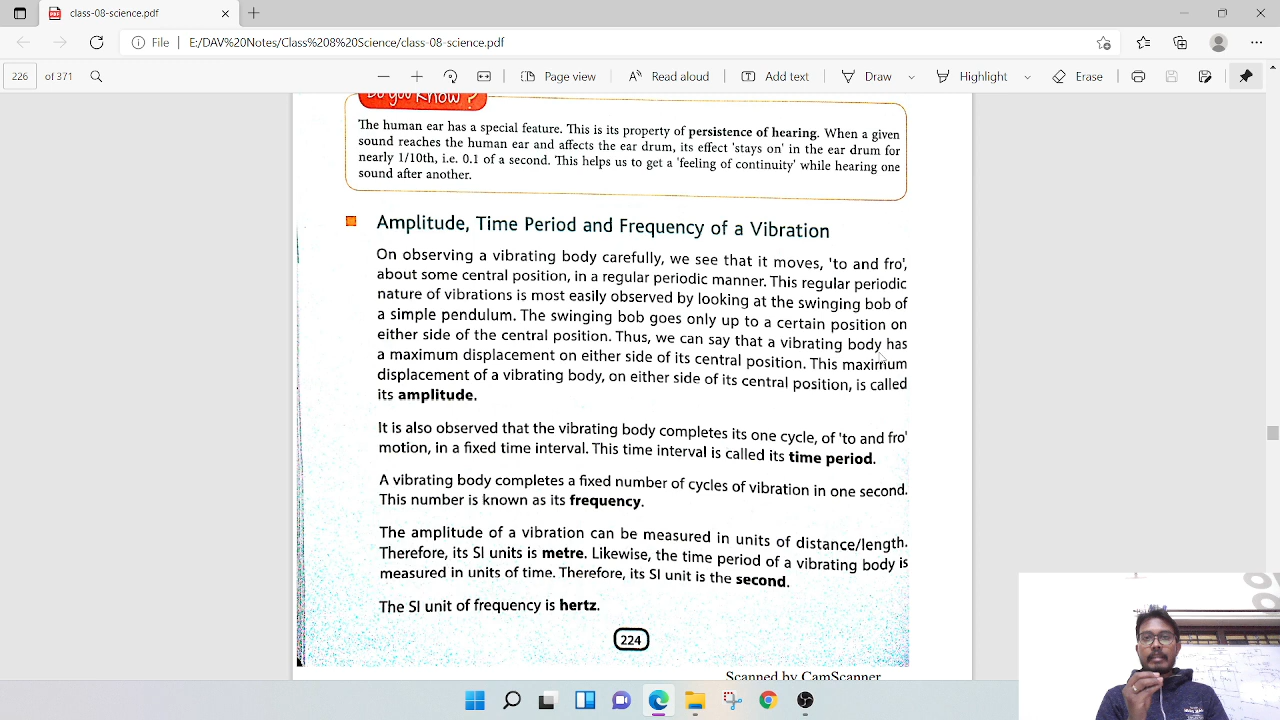 class-08-science.pdf
File | E:/DAV%20Notes/Class%208%20Science/class-08-science.pdf
226 of 371 Page view Read aloud Add text Draw Highlight Erase
Do you know ?
The human ear has a special feature. This is its property of persistence of hearing. When a given
sound reaches the human ear and affects the ear drum, its effect 'stays on' in the ear drum for
nearly 1/10th, i.e. 0.1 of a second. This helps us to get a 'feeling of continuity' while hearing one
sound after another.
Amplitude, Time Period and Frequency of a Vibration
On observing a vibrating body carefully, we see that it moves, 'to and fro',
about some central position, in a regular periodic manner. This regular periodic
nature of vibrations is most easily observed by looking at the swinging bob of
a simple pendulum. The swinging bob goes only up to a certain position on
either side of the central position. Thus, we can say that a vibrating body has
a maximum displacement on either side of its central position. This maximum
displacement of a vibrating body, on either side of its central position, is called
its amplitude.
It is also observed that the vibrating body completes its one cycle, of 'to and fro'
motion, in a fixed time interval. This time interval is called its time period.
A vibrating body completes a fixed number of cycles of vibration in one second.
This number is known as its frequency.
The amplitude of a vibration can be measured in units of distance/length.
Therefore, its SI units is metre. Likewise, the time period of a vibrating body is
measured in units of time. Therefore, its SI unit is the second.
The SI unit of frequency is hertz.
224
Scanned by CamScanner